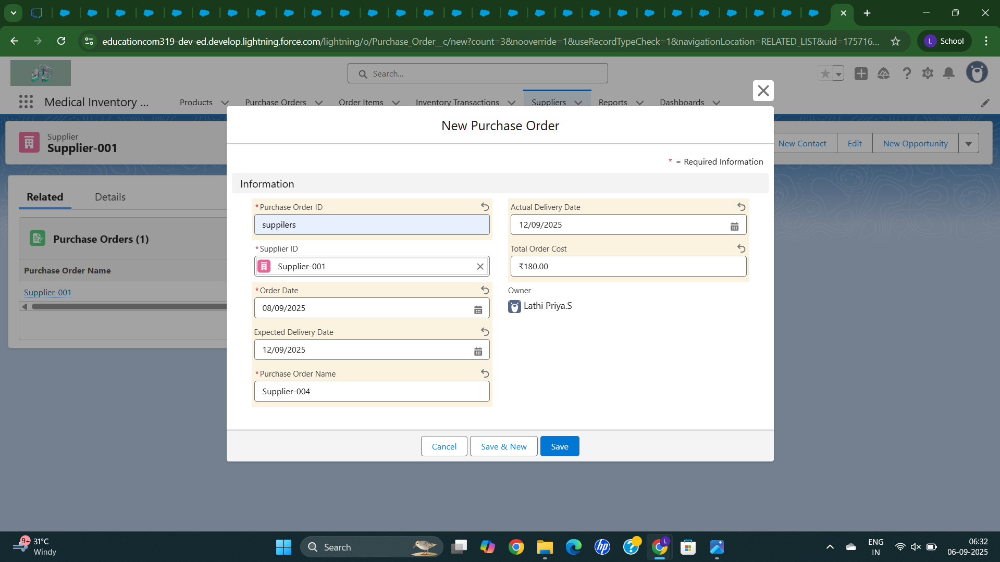 educationcom319-dev-ed.develop.lightning.force.com/lightning/o/Purchase_Order__c/new?count=3&nooverride=1&useRecordTypeCheck=1&navigationLocation=RELATED_LIST&uid=175716...
L School
Search...
Medical Inventory ... Products Purchase Orders Order Items Inventory Transactions Suppliers Reports Dashboards
New Purchase Order
Supplier
Supplier-001
New Contact Edit New Opportunity
* = Required Information
Information
Related Details
*Purchase Order ID
suppilers
Actual Delivery Date
12/09/2025
Purchase Orders (1)
*Supplier ID
Supplier-001
Total Order Cost
₹180.00
Purchase Order Name
Supplier-001
*Order Date
08/09/2025
Owner
Lathi Priya.S
Expected Delivery Date
12/09/2025
*Purchase Order Name
Supplier-004
Cancel Save & New Save
9+ 31°C
Windy
Search
L
ENG
IN
06:32
06-09-2025